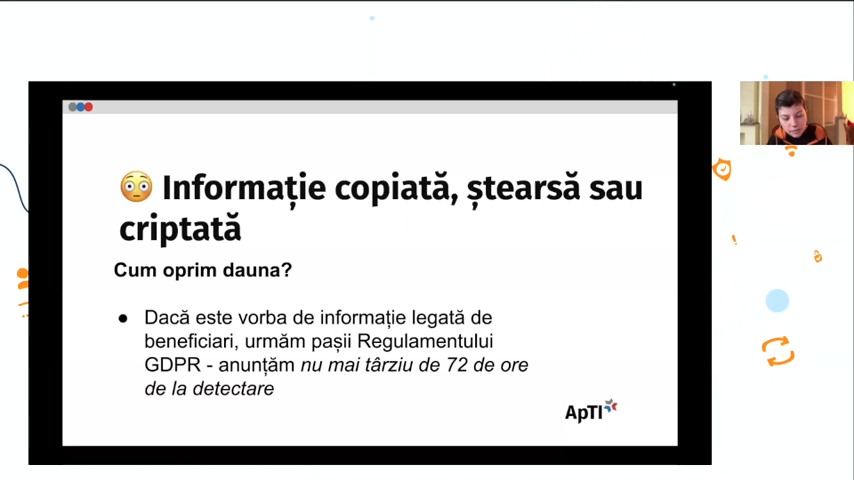 😳 Informație copiată, ștearsă sau
criptată
Cum oprim dauna?
● Dacă este vorba de informație legată de
beneficiari, urmăm pașii Regulamentului
GDPR - anunțăm nu mai târziu de 72 de ore
de la detectare
ApTI